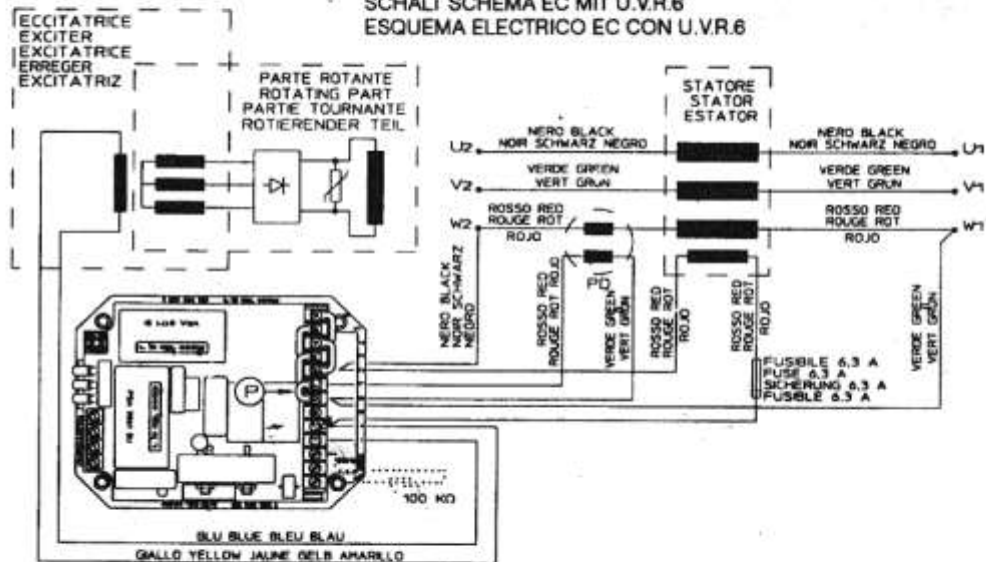 SCHALT SCHEMA EC MIT U.V.R.6
ESQUEMA ELECTRICO EC CON U.V.R.6
ECCITATRICE
EXCITER
EXCITATRICE
ERREGER
EXCITATRIZ
PARTE ROTANTE
ROTATING PART
PARTIE TOURNANTE
ROTIERENDER TEIL
STATORE
STATOR
ESTATOR
U2
NERO BLACK
NOIR SCHWARZ NEGRO
NERO BLACK
NOIR SCHWARZ NEGRO
U1
V2
VERDE GREEN
VERT GRÜN
VERDE GREEN
VERT GRÜN
V1
W2
ROSSO RED
ROUGE ROT
ROJO
ROSSO RED
ROUGE ROT
ROJO
W1
PD
NERO BLACK
NOIR SCHWARZ
NEGRO
ROSSO RED
ROUGE ROT ROJO
VERDE GREEN
VERT GRÜN
ROSSO RED
ROUGE ROT
ROJO
ROSSO RED
ROUGE ROT
ROJO
VERDE GREEN
VERT GRÜN
FUSIBILE 6,3 A
FUSE 6,3 A
SICHERUNG 6,3 A
FUSIBLE 6,3 A
P
100 KΩ
BLU BLUE BLEU BLAU
GIALLO YELLOW JAUNE GELB AMARILLO